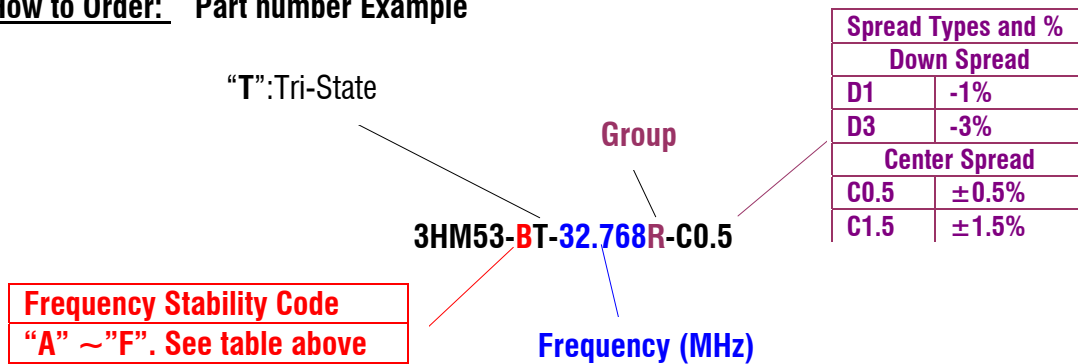 How to Order: Part number Example
Spread Types and %
Down Spread
D1 -1%
D3 -3%
Center Spread
C0.5 ±0.5%
C1.5 ±1.5%
“T”:Tri-State
Group
3HM53-BT-32.768R-C0.5
Frequency Stability Code
“A” ~”F”. See table above
Frequency (MHz)